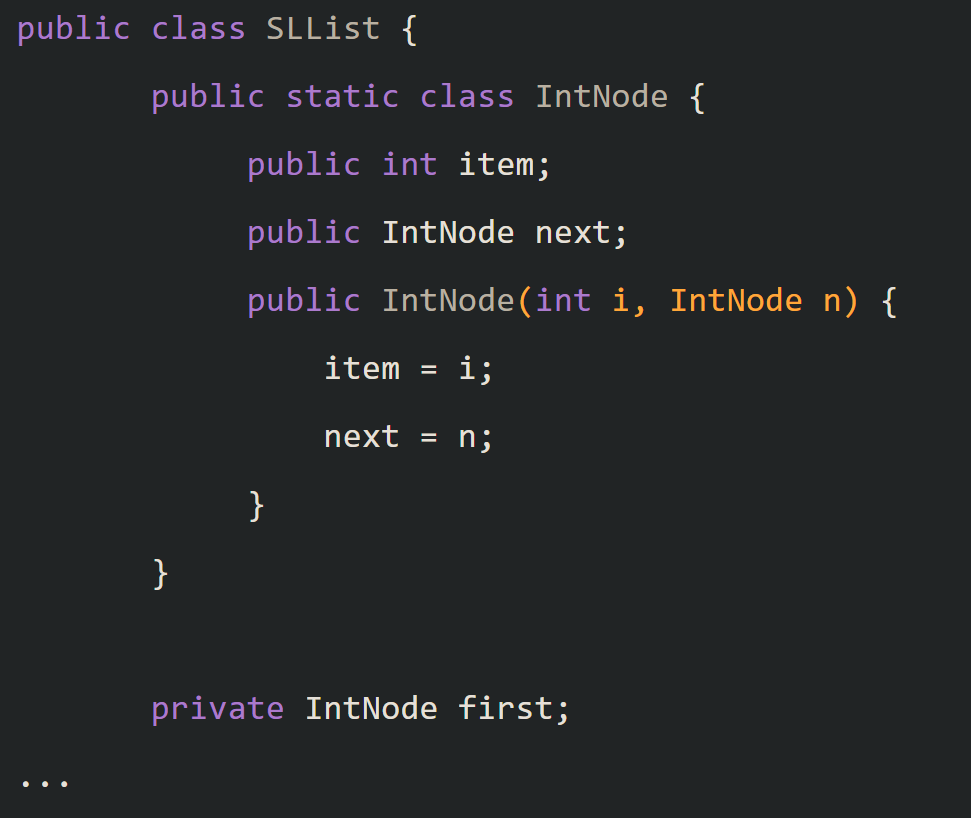 public class SLList {
public static class IntNode {
public int item;
public IntNode next;
public IntNode(int i, IntNode n) {
item = i;
next = n;
}
}
private IntNode first;
...